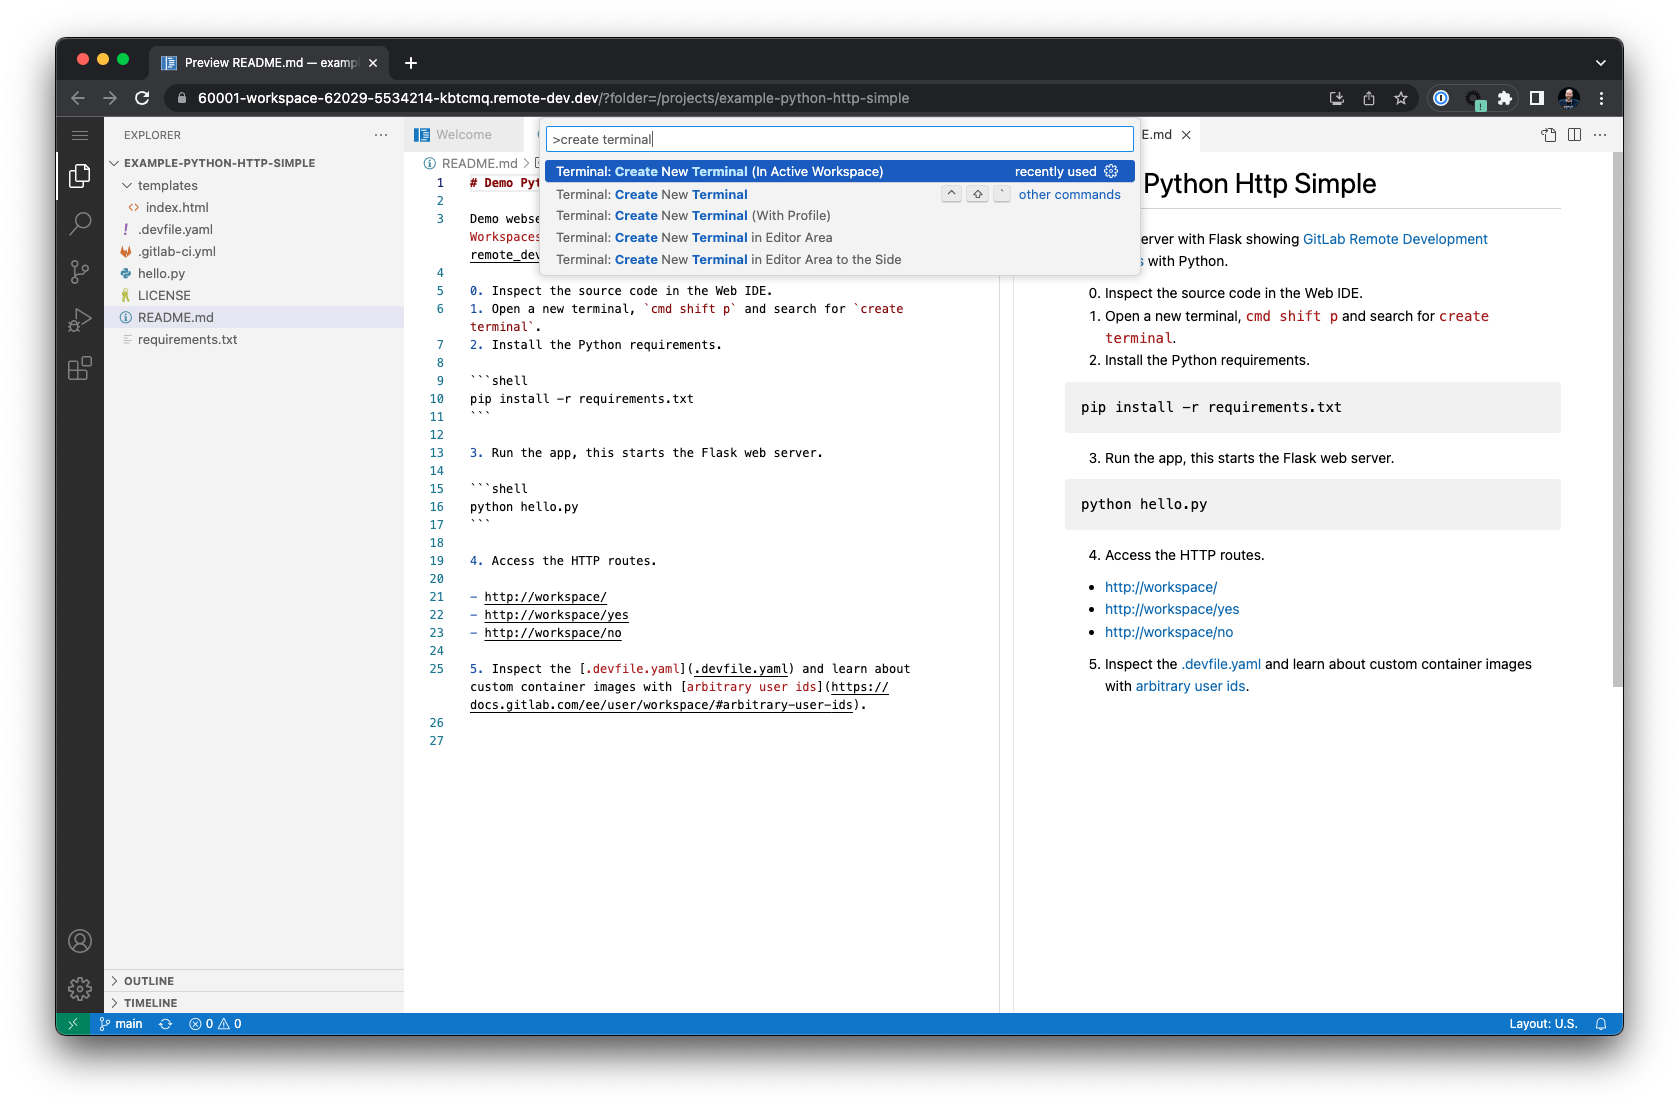 Preview README.md — examp
60001-workspace-62029-5534214-kbtcmq.remote-dev.dev/?folder=/projects/example-python-http-simple
EXPLORER
EXAMPLE-PYTHON-HTTP-SIMPLE
templates
index.html
.devfile.yaml
.gitlab-ci.yml
hello.py
LICENSE
README.md
requirements.txt
OUTLINE
TIMELINE
Welcome
E.md
>create terminal
Terminal: Create New Terminal (In Active Workspace) recently used
Terminal: Create New Terminal ^ ⇧ ` other commands
Terminal: Create New Terminal (With Profile)
Terminal: Create New Terminal in Editor Area
Terminal: Create New Terminal in Editor Area to the Side
README.md >
1 # Demo Pyt
2
3 Demo webse
Workspaces
remote_dev
4
5 0. Inspect the source code in the Web IDE.
6 1. Open a new terminal, `cmd shift p` and search for `create
terminal`.
7 2. Install the Python requirements.
8
9 ```shell
10 pip install -r requirements.txt
11 ```
12
13 3. Run the app, this starts the Flask web server.
14
15 ```shell
16 python hello.py
17 ```
18
19 4. Access the HTTP routes.
20
21 - http://workspace/
22 - http://workspace/yes
23 - http://workspace/no
24
25 5. Inspect the [.devfile.yaml](.devfile.yaml) and learn about
custom container images with [arbitrary user ids](https://
docs.gitlab.com/ee/user/workspace/#arbitrary-user-ids).
26
27
Python Http Simple
erver with Flask showing GitLab Remote Development
s with Python.
0. Inspect the source code in the Web IDE.
1. Open a new terminal, cmd shift p and search for create
terminal.
2. Install the Python requirements.
pip install -r requirements.txt
3. Run the app, this starts the Flask web server.
python hello.py
4. Access the HTTP routes.
• http://workspace/
• http://workspace/yes
• http://workspace/no
5. Inspect the .devfile.yaml and learn about custom container images
with arbitrary user ids.
main 0 0
Layout: U.S.